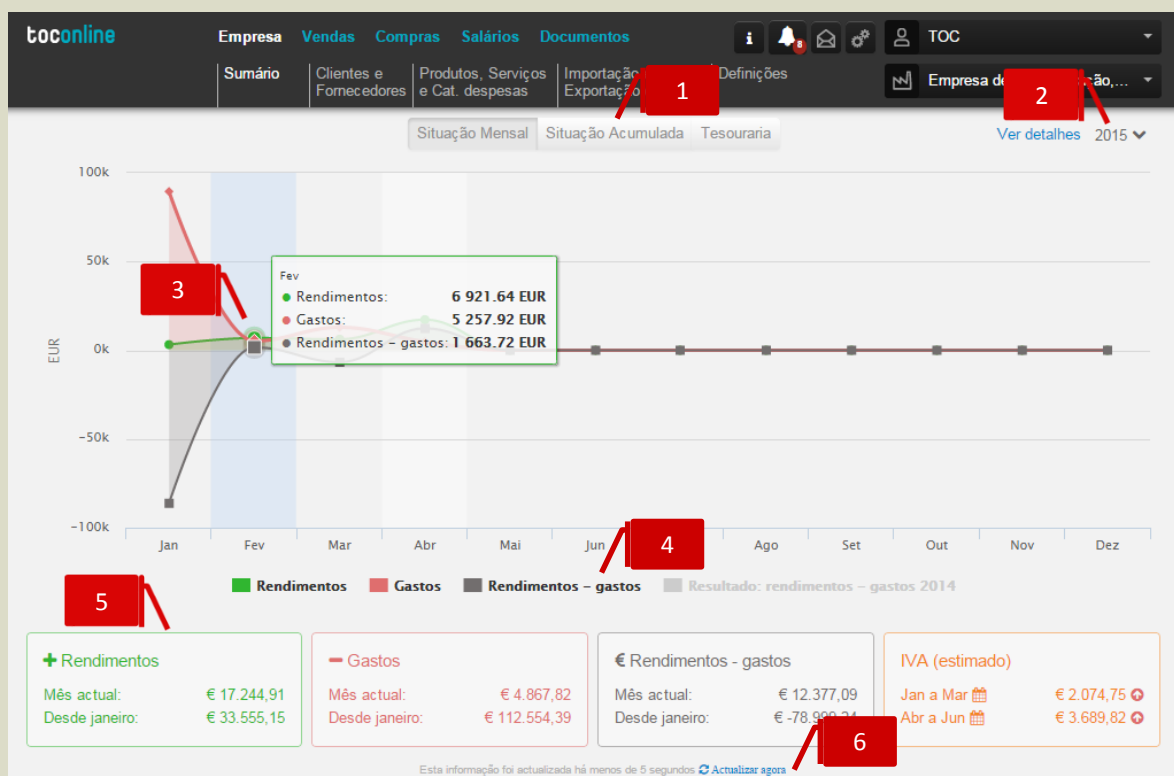 toconline
Empresa Vendas Compras Salários Documentos
i 8 TOC
Sumário Clientes e Fornecedores Produtos, Serviços e Cat. despesas Importação Exportação Definições
Empresa de ão,...
1
2
Situação Mensal Situação Acumulada Tesouraria
Ver detalhes 2015
100k
50k
0k
-50k
-100k
EUR
3
Fev
Rendimentos: 6 921.64 EUR
Gastos: 5 257.92 EUR
Rendimentos - gastos: 1 663.72 EUR
Jan Fev Mar Abr Mai Jun Ago Set Out Nov Dez
4
Rendimentos Gastos Rendimentos - gastos Resultado: rendimentos - gastos 2014
5
+ Rendimentos
Mês actual: € 17.244,91
Desde janeiro: € 33.555,15
- Gastos
Mês actual: € 4.867,82
Desde janeiro: € 112.554,39
€ Rendimentos - gastos
Mês actual: € 12.377,09
Desde janeiro:
IVA (estimado)
Jan a Mar € 2.074,75
Abr a Jun € 3.689,82
6
Esta informação foi actualizada há menos de 5 segundos Actualizar agora